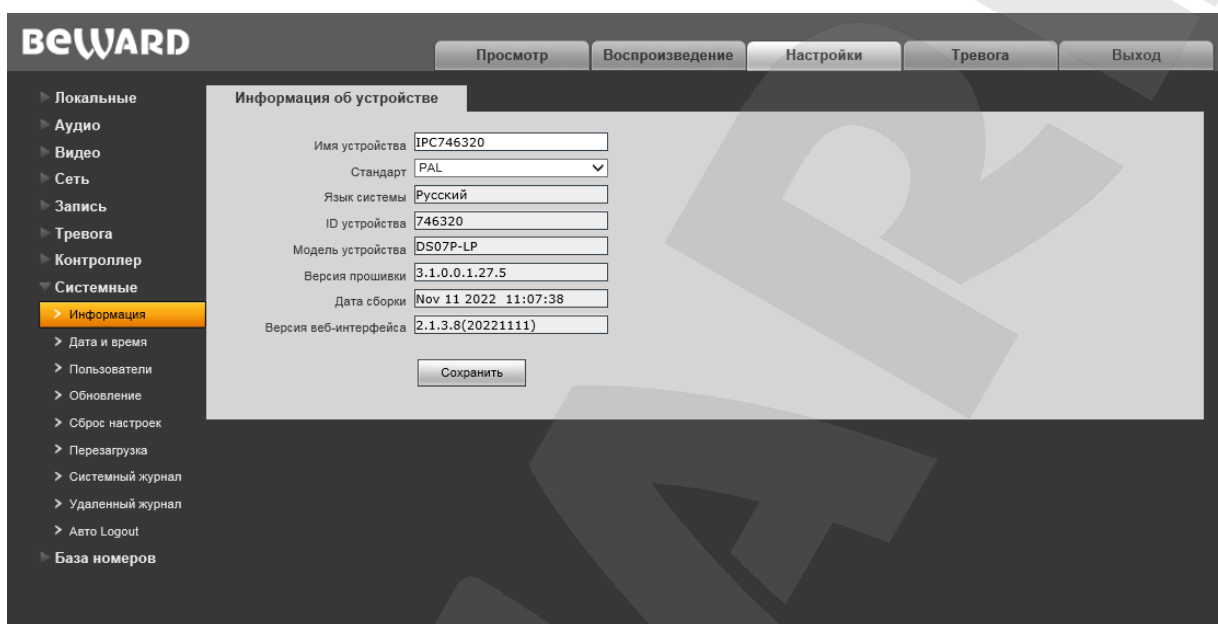 BEWARD
Просмотр
Воспроизведение
Настройки
Тревога
Выход
Локальные
Аудио
Видео
Сеть
Запись
Тревога
Контроллер
Системные
Информация
Дата и время
Пользователи
Обновление
Сброс настроек
Перезагрузка
Системный журнал
Удаленный журнал
Авто Logout
База номеров
Информация об устройстве
Имя устройства IPC746320
Стандарт PAL
Язык системы Русский
ID устройства 746320
Модель устройства DS07P-LP
Версия прошивки 3.1.0.0.1.27.5
Дата сборки Nov 11 2022 11:07:38
Версия веб-интерфейса 2.1.3.8(20221111)
Сохранить